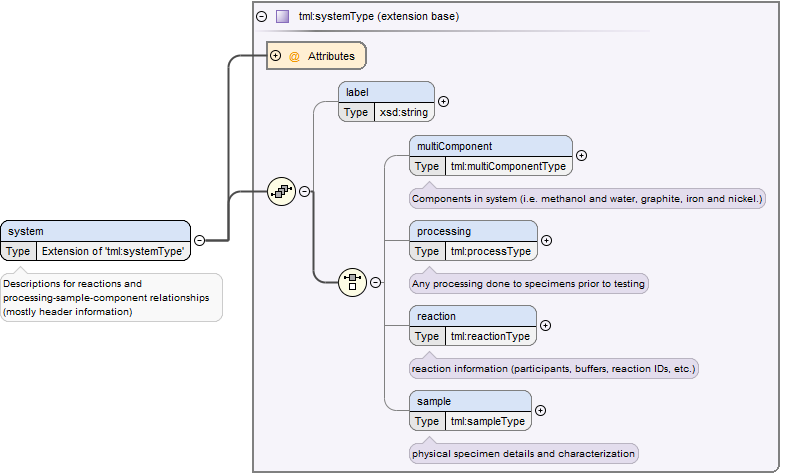 tml:systemType (extension base)
@ Attributes
label
Type xsd:string
multiComponent
Type tml:multiComponentType
Components in system (i.e. methanol and water, graphite, iron and nickel.)
processing
Type tml:processType
Any processing done to specimens prior to testing
system
Type Extension of 'tml:systemType'
Descriptions for reactions and
processing-sample-component relationships
(mostly header information)
reaction
Type tml:reactionType
reaction information (participants, buffers, reaction IDs, etc.)
sample
Type tml:sampleType
physical specimen details and characterization